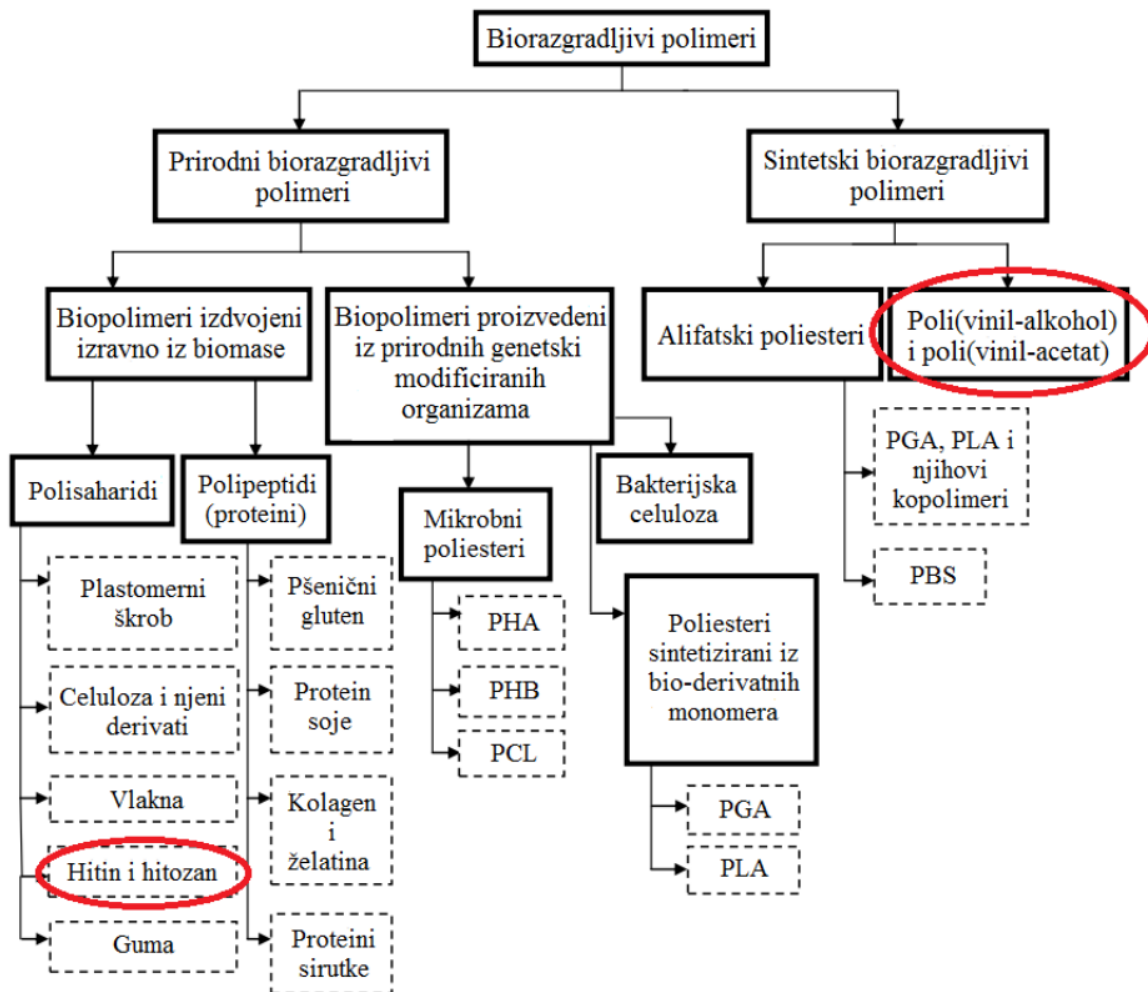 Biorazgradljivi polimeri
Prirodni biorazgradljivi
polimeri
Sintetski biorazgradljivi
polimeri
Biopolimeri izdvojeni
izravno iz biomase
Biopolimeri proizvedeni
iz prirodnih genetski
modificiranih
organizama
Alifatski poliesteri
Poli(vinil-alkohol)
i poli(vinil-acetat)
Polisaharidi
Polipeptidi
(proteini)
Mikrobni
poliesteri
Bakterijska
celuloza
PGA, PLA i
njihovi
kopolimeri
PBS
Plastomerni
škrob
Celuloza i njeni
derivati
Vlakna
Hitin i hitozan
Guma
Pšenični
gluten
Protein
soje
Kolagen
i
želatina
Proteini
sirutke
PHA
PHB
PCL
Poliesteri
sintetizirani iz
bio-derivatnih
monomera
PGA
PLA